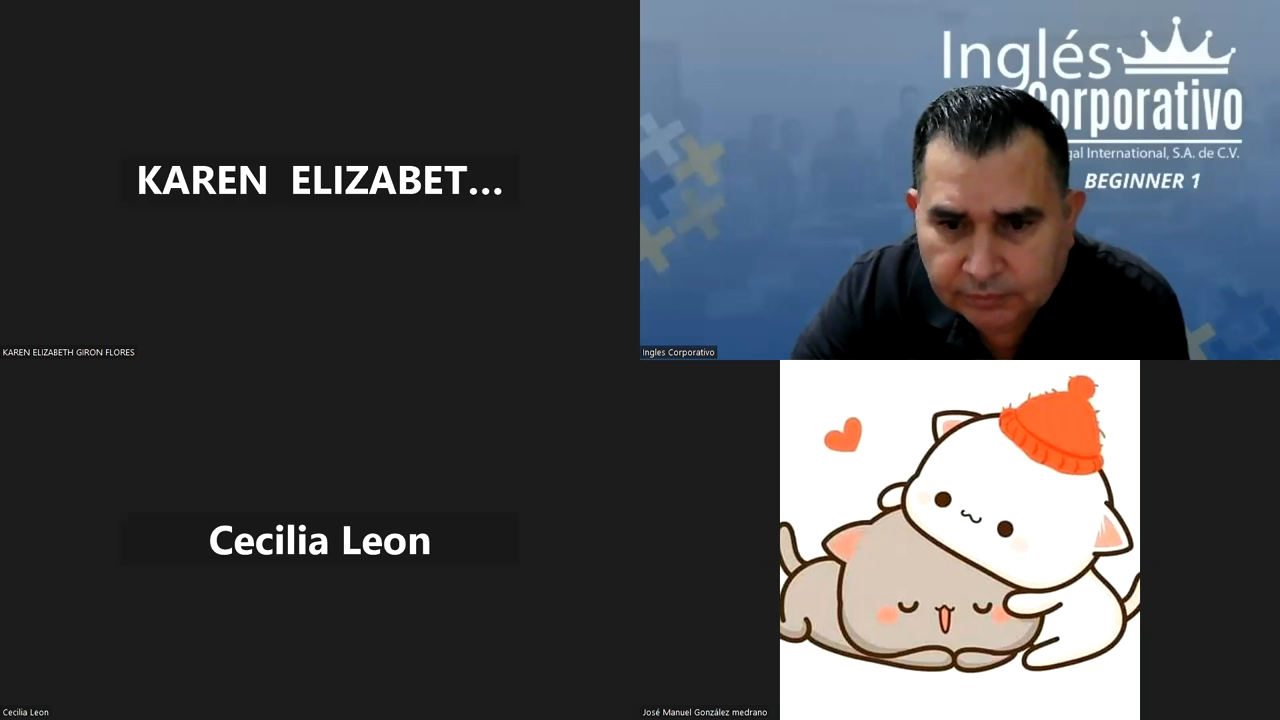 KAREN ELIZABET...
KAREN ELIZABETH GIRON FLORES
Inglés
Corporativo
gal International, S.A. de C.V.
BEGINNER 1
Ingles Corporativo
Cecilia Leon
Cecilia Leon
José Manuel González medrano